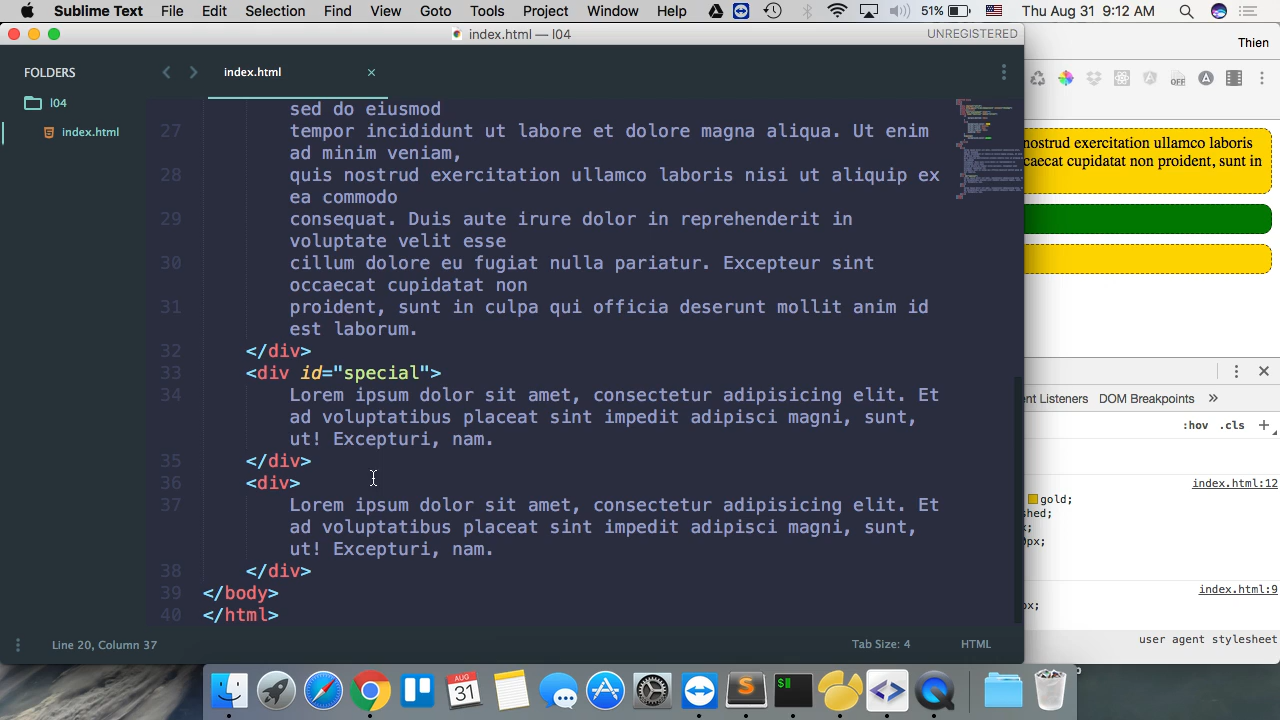 Sublime Text File Edit Selection Find View Goto Tools Project Window Help 51% Thu Aug 31 9:12 AM
index.html — l04
UNREGISTERED
Thien
FOLDERS
index.html ×
l04
index.html
sed do eiusmod
27 tempor incididunt ut labore et dolore magna aliqua. Ut enim
ad minim veniam,
28 quis nostrud exercitation ullamco laboris nisi ut aliquip ex
ea commodo
29 consequat. Duis aute irure dolor in reprehenderit in
voluptate velit esse
30 cillum dolore eu fugiat nulla pariatur. Excepteur sint
occaecat cupidatat non
31 proident, sunt in culpa qui officia deserunt mollit anim id
est laborum.
32 </div>
33 <div id="special">
34 Lorem ipsum dolor sit amet, consectetur adipisicing elit. Et
ad voluptatibus placeat sint impedit adipisci magni, sunt,
ut! Excepturi, nam.
35 </div>
36 <div>
37 Lorem ipsum dolor sit amet, consectetur adipisicing elit. Et
ad voluptatibus placeat sint impedit adipisci magni, sunt,
ut! Excepturi, nam.
38 </div>
39 </body>
40 </html>
Line 20, Column 37
Tab Size: 4
HTML
OFF
nostrud exercitation ullamco laboris
ccaecat cupidatat non proident, sunt in
ent Listeners DOM Breakpoints »
:hov .cls +
index.html:12
gold;
shed;
x;
0px;
index.html:9
px;
user agent stylesheet
AUG
31